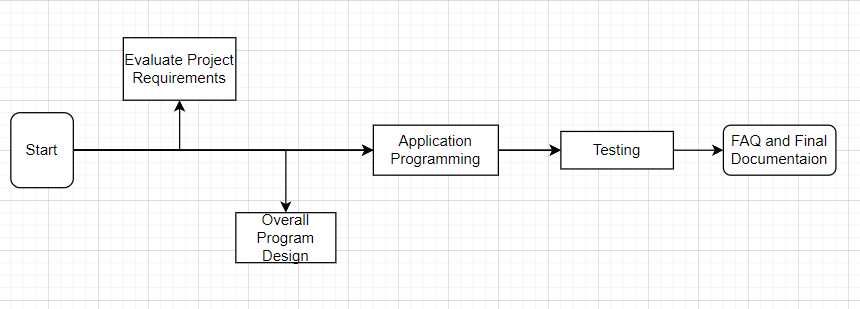 Evaluate Project
Requirements
Start
Application
Programming
Testing
FAQ and Final
Documentaion
Overall
Program
Design